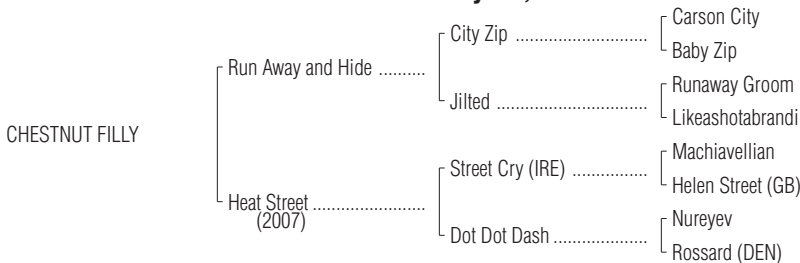 Carson City
City Zip ..............................
Baby Zip
Run Away and Hide ..........
Runaway Groom
Jilted ..................................
Likeashotabrandi
CHESTNUT FILLY
Machiavellian
Street Cry (IRE) .................
Helen Street (GB)
Heat Street .........................
(2007)
Nureyev
Dot Dot Dash .....................
Rossard (DEN)